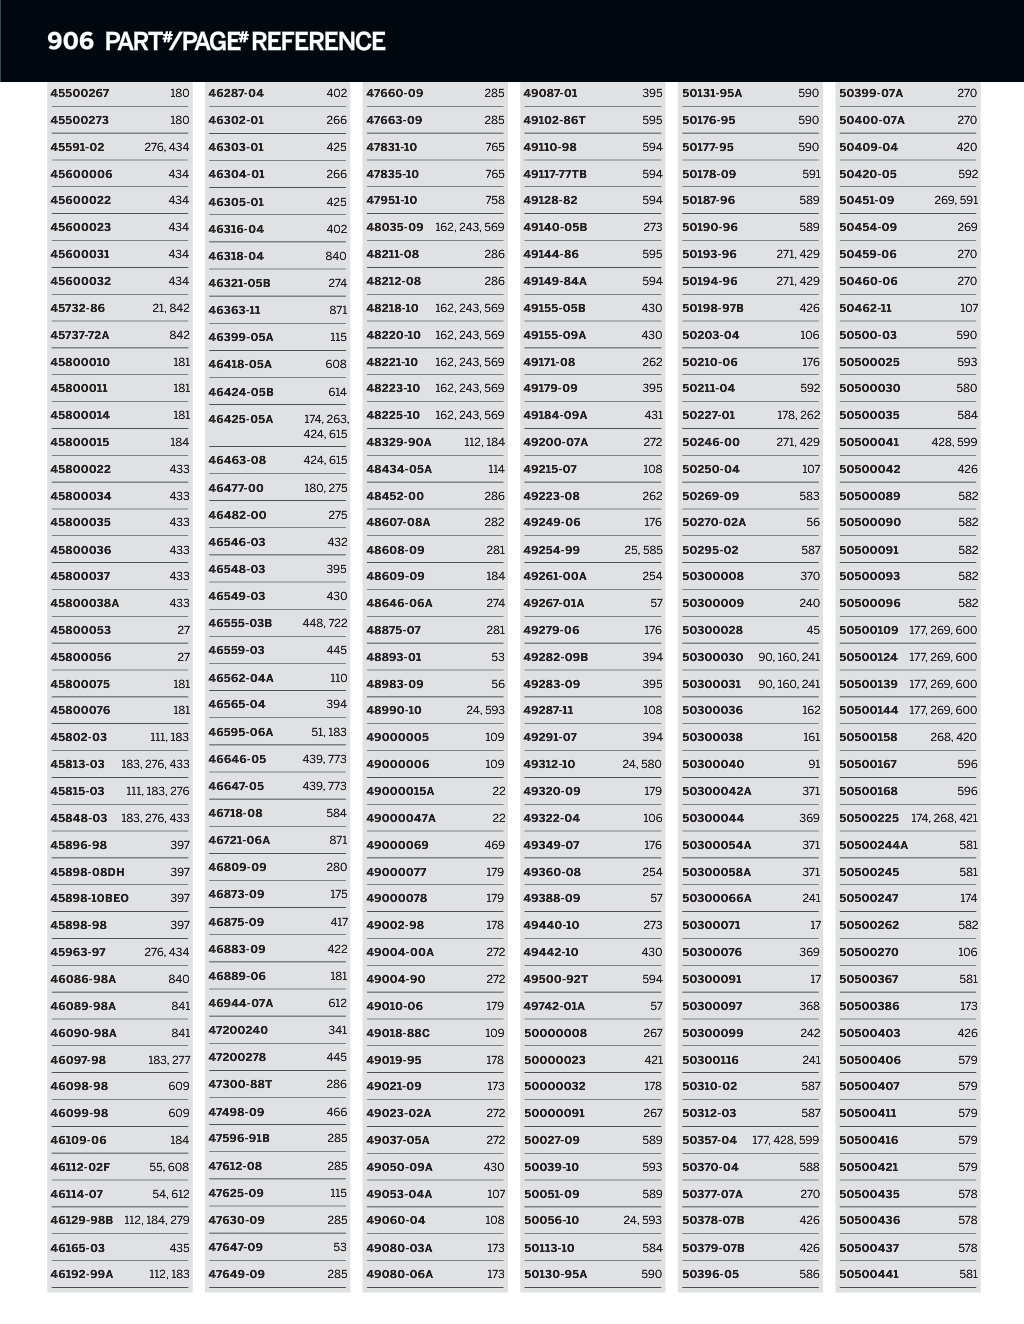 906 PART#/PAGE# REFERENCE
45500267 180
45500273 180
45591-02 276, 434
45600006 434
45600022 434
45600023 434
45600031 434
45600032 434
45732-86 21, 842
45737-72A 842
45800010 181
45800011 181
45800014 181
45800015 184
45800022 433
45800034 433
45800035 433
45800036 433
45800037 433
45800038A 433
45800053 27
45800056 27
45800075 181
45800076 181
45802-03 111, 183
45813-03 183, 276, 433
45815-03 111, 183, 276
45848-03 183, 276, 433
45896-98 397
45898-08DH 397
45898-10BEO 397
45898-98 397
45963-97 276, 434
46086-98A 840
46089-98A 841
46090-98A 841
46097-98 183, 277
46098-98 609
46099-98 609
46109-06 184
46112-02F 55, 608
46114-07 54, 612
46129-98B 112, 184, 279
46165-03 435
46192-99A 112, 183
46287-04 402
46302-01 266
46303-01 425
46304-01 266
46305-01 425
46316-04 402
46318-04 840
46321-05B 274
46363-11 871
46399-05A 115
46418-05A 608
46424-05B 614
46425-05A 174, 263,
424, 615
46463-08 424, 615
46477-00 180, 275
46482-00 275
46546-03 432
46548-03 395
46549-03 430
46555-03B 448, 722
46559-03 445
46562-04A 110
46565-04 394
46595-06A 51, 183
46646-05 439, 773
46647-05 439, 773
46718-08 584
46721-06A 871
46809-09 280
46873-09 175
46875-09 417
46883-09 422
46889-06 181
46944-07A 612
47200240 341
47200278 445
47300-88T 286
47498-09 466
47596-91B 285
47612-08 285
47625-09 115
47630-09 285
47647-09 53
47649-09 285
47660-09 285
47663-09 285
47831-10 765
47835-10 765
47951-10 758
48035-09 162, 243, 569
48211-08 286
48212-08 286
48218-10 162, 243, 569
48220-10 162, 243, 569
48221-10 162, 243, 569
48223-10 162, 243, 569
48225-10 162, 243, 569
48329-90A 112, 184
48434-05A 114
48452-00 286
48607-08A 282
48608-09 281
48609-09 184
48646-06A 274
48875-07 281
48893-01 53
48983-09 56
48990-10 24, 593
49000005 109
49000006 109
49000015A 22
49000047A 22
49000069 469
49000077 179
49000078 179
49002-98 178
49004-00A 272
49004-90 272
49010-06 179
49018-88C 109
49019-95 178
49021-09 173
49023-02A 272
49037-05A 272
49050-09A 430
49053-04A 107
49060-04 108
49080-03A 173
49080-06A 173
49087-01 395
49102-86T 595
49110-98 594
49117-77TB 594
49128-82 594
49140-05B 273
49144-86 595
49149-84A 594
49155-05B 430
49155-09A 430
49171-08 262
49179-09 395
49184-09A 431
49200-07A 272
49215-07 108
49223-08 262
49249-06 176
49254-99 25, 585
49261-00A 254
49267-01A 57
49279-06 176
49282-09B 394
49283-09 395
49287-11 108
49291-07 394
49312-10 24, 580
49320-09 179
49322-04 106
49349-07 176
49360-08 254
49388-09 57
49440-10 273
49442-10 430
49500-92T 594
49742-01A 57
50000008 267
50000023 421
50000032 178
50000091 267
50027-09 589
50039-10 593
50051-09 589
50056-10 24, 593
50113-10 584
50130-95A 590
50131-95A 590
50176-95 590
50177-95 590
50178-09 591
50187-96 589
50190-96 589
50193-96 271, 429
50194-96 271, 429
50198-97B 426
50203-04 106
50210-06 176
50211-04 592
50227-01 178, 262
50246-00 271, 429
50250-04 107
50269-09 583
50270-02A 56
50295-02 587
50300008 370
50300009 240
50300028 45
50300030 90, 160, 241
50300031 90, 160, 241
50300036 162
50300038 161
50300040 91
50300042A 371
50300044 369
50300054A 371
50300058A 371
50300066A 241
50300071 17
50300076 369
50300091 17
50300097 368
50300099 242
50300116 241
50310-02 587
50312-03 587
50357-04 177, 428, 599
50370-04 588
50377-07A 270
50378-07B 426
50379-07B 426
50396-05 586
50399-07A 270
50400-07A 270
50409-04 420
50420-05 592
50451-09 269, 591
50454-09 269
50459-06 270
50460-06 270
50462-11 107
50500-03 590
50500025 593
50500030 580
50500035 584
50500041 428, 599
50500042 426
50500089 582
50500090 582
50500091 582
50500093 582
50500096 582
50500109 177, 269, 600
50500124 177, 269, 600
50500139 177, 269, 600
50500144 177, 269, 600
50500158 268, 420
50500167 596
50500168 596
50500225 174, 268, 421
50500244A 581
50500245 581
50500247 174
50500262 582
50500270 106
50500367 581
50500386 173
50500403 426
50500406 579
50500407 579
50500411 579
50500416 579
50500421 579
50500435 578
50500436 578
50500437 578
50500441 581